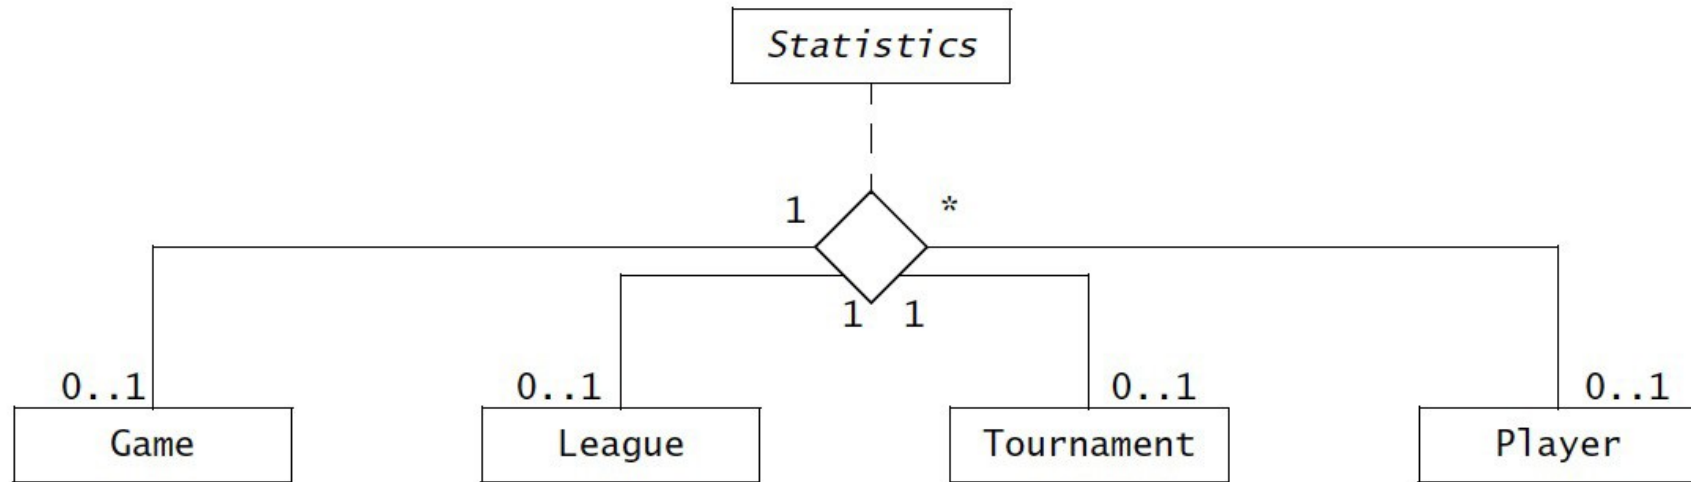 Statistics
1 *
1 1
0..1 0..1 0..1 0..1
Game League Tournament Player